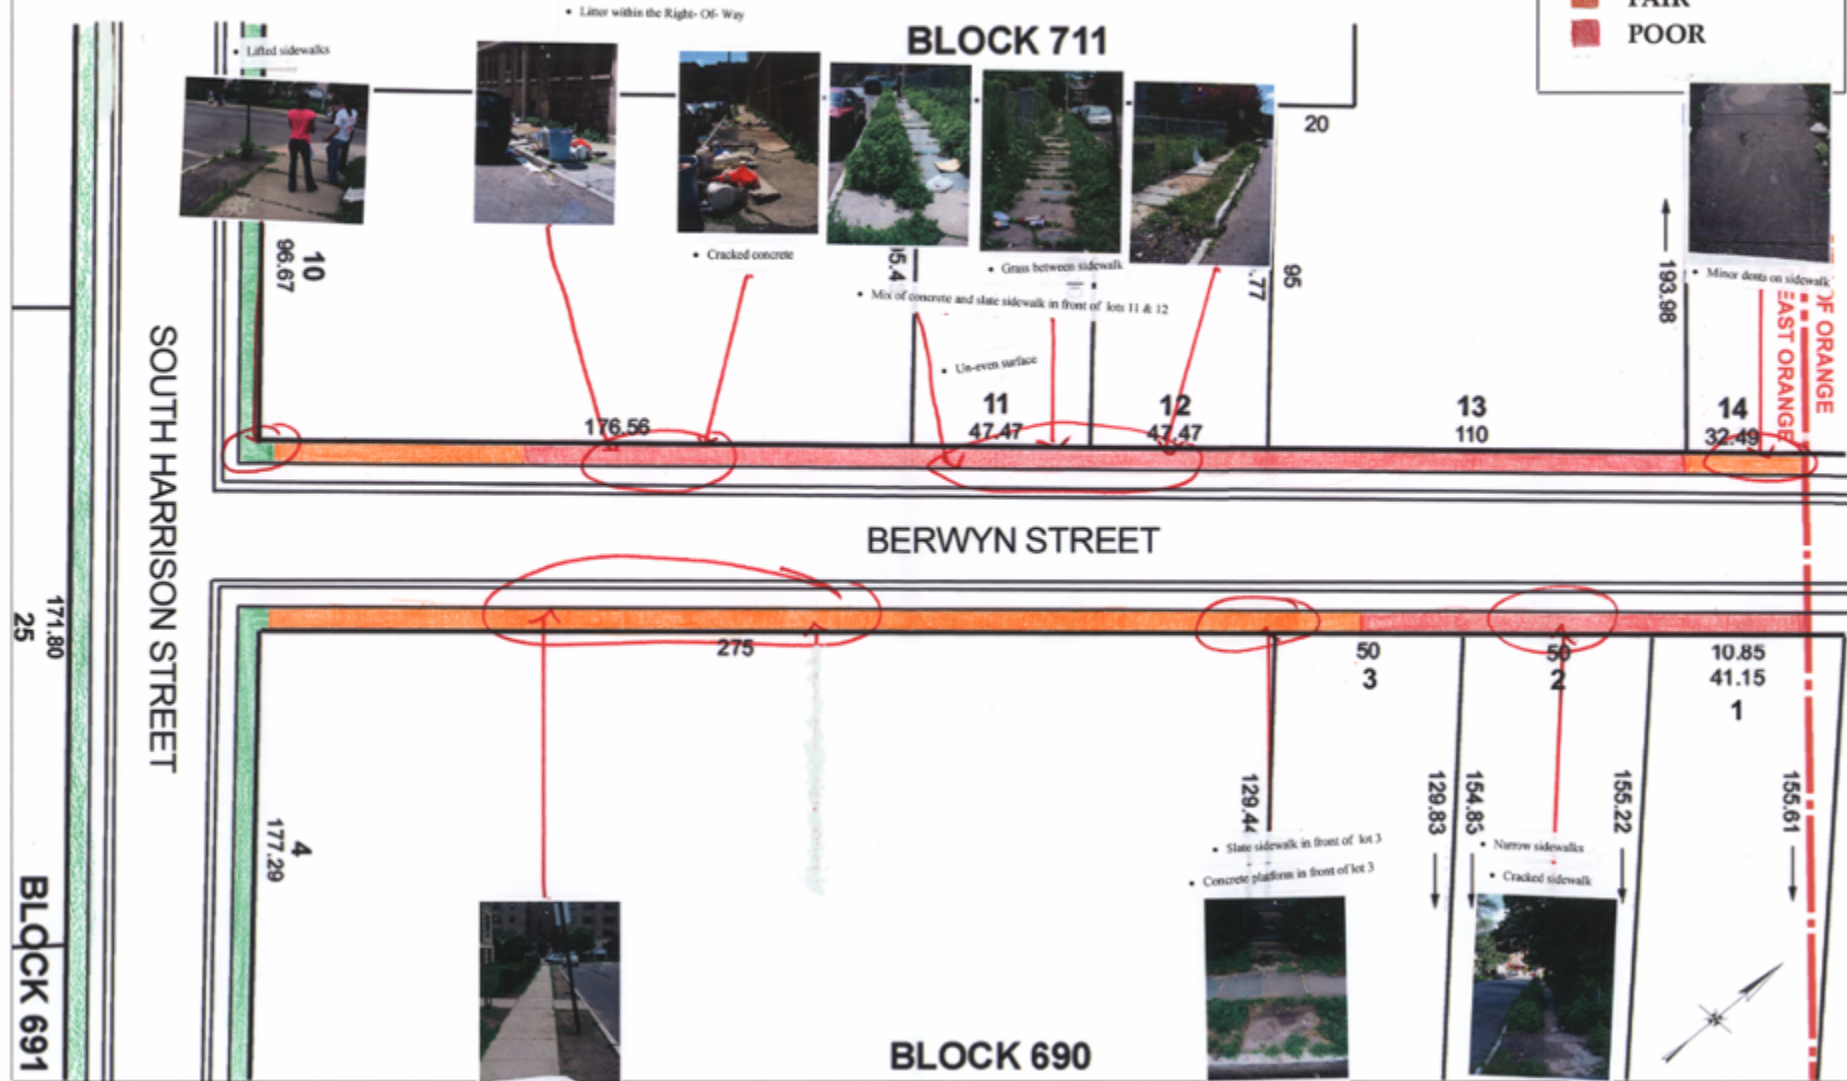 • Litter within the Right- Of- Way
FAIR
POOR
BLOCK 711
• Lifted sidewalks
20
10
96.67
• Cracked concrete
• Grass between sidewalk
• Mix of concrete and slate sidewalk in front of lots 11 & 12
• Un-even surface
95
193.98
• Minor dents on sidewalk
OF ORANGE
EAST ORANGE
176.56
11
47.47
12
47.47
13
110
14
32.49
SOUTH HARRISON STREET
BERWYN STREET
171.80
25
275
50
3
50
2
10.85
41.15
1
4
177.29
129.44
129.83
154.83
155.22
155.61
• Slate sidewalk in front of lot 3
• Concrete platform in front of lot 3
• Narrow sidewalks
• Cracked sidewalk
BLOCK 691
BLOCK 690